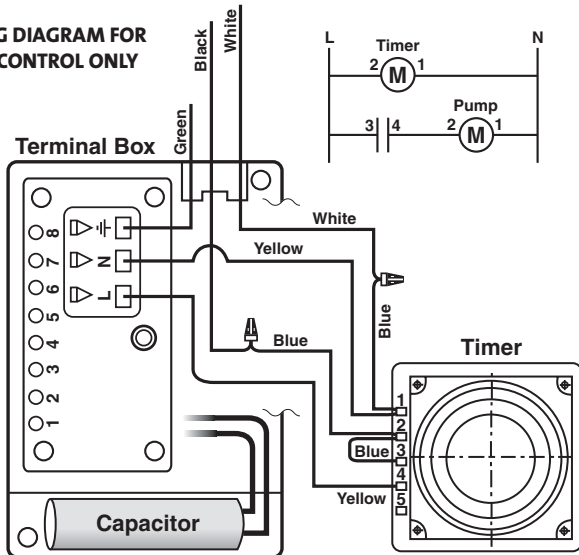 G DIAGRAM FOR
CONTROL ONLY
Black
White
Green
L
N
Timer
2 M 1
Pump
3 4 2 M 1
Terminal Box
8
7
6
5
4
3
2
1
N
L
White
Yellow
Blue
Blue
Timer
1
2
Blue 3
4
Yellow 5
Capacitor